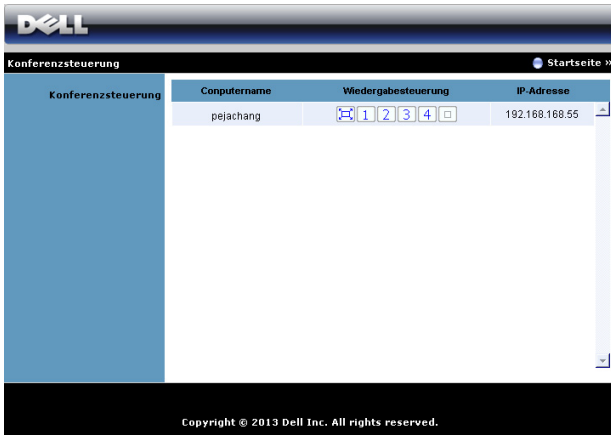 DELL
Konferenzsteuerung Startseite »
Konferenzsteuerung
Conputername Wiedergabesteuerung IP-Adresse
pejachang 1 2 3 4 192.168.168.55
Copyright © 2013 Dell Inc. All rights reserved.